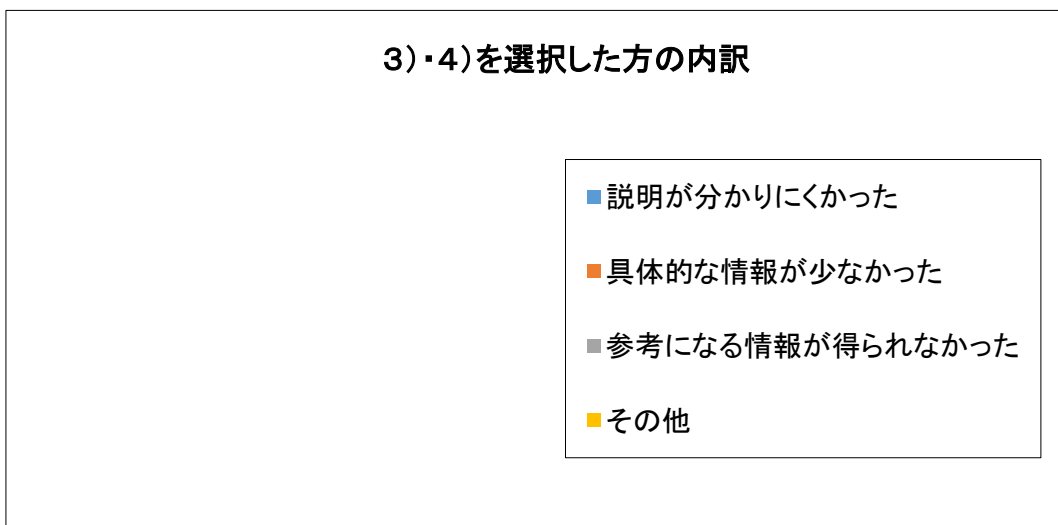 ３）・４）を選択した方の内訳
説明が分かりにくかった
具体的な情報が少なかった
参考になる情報が得られなかった
その他